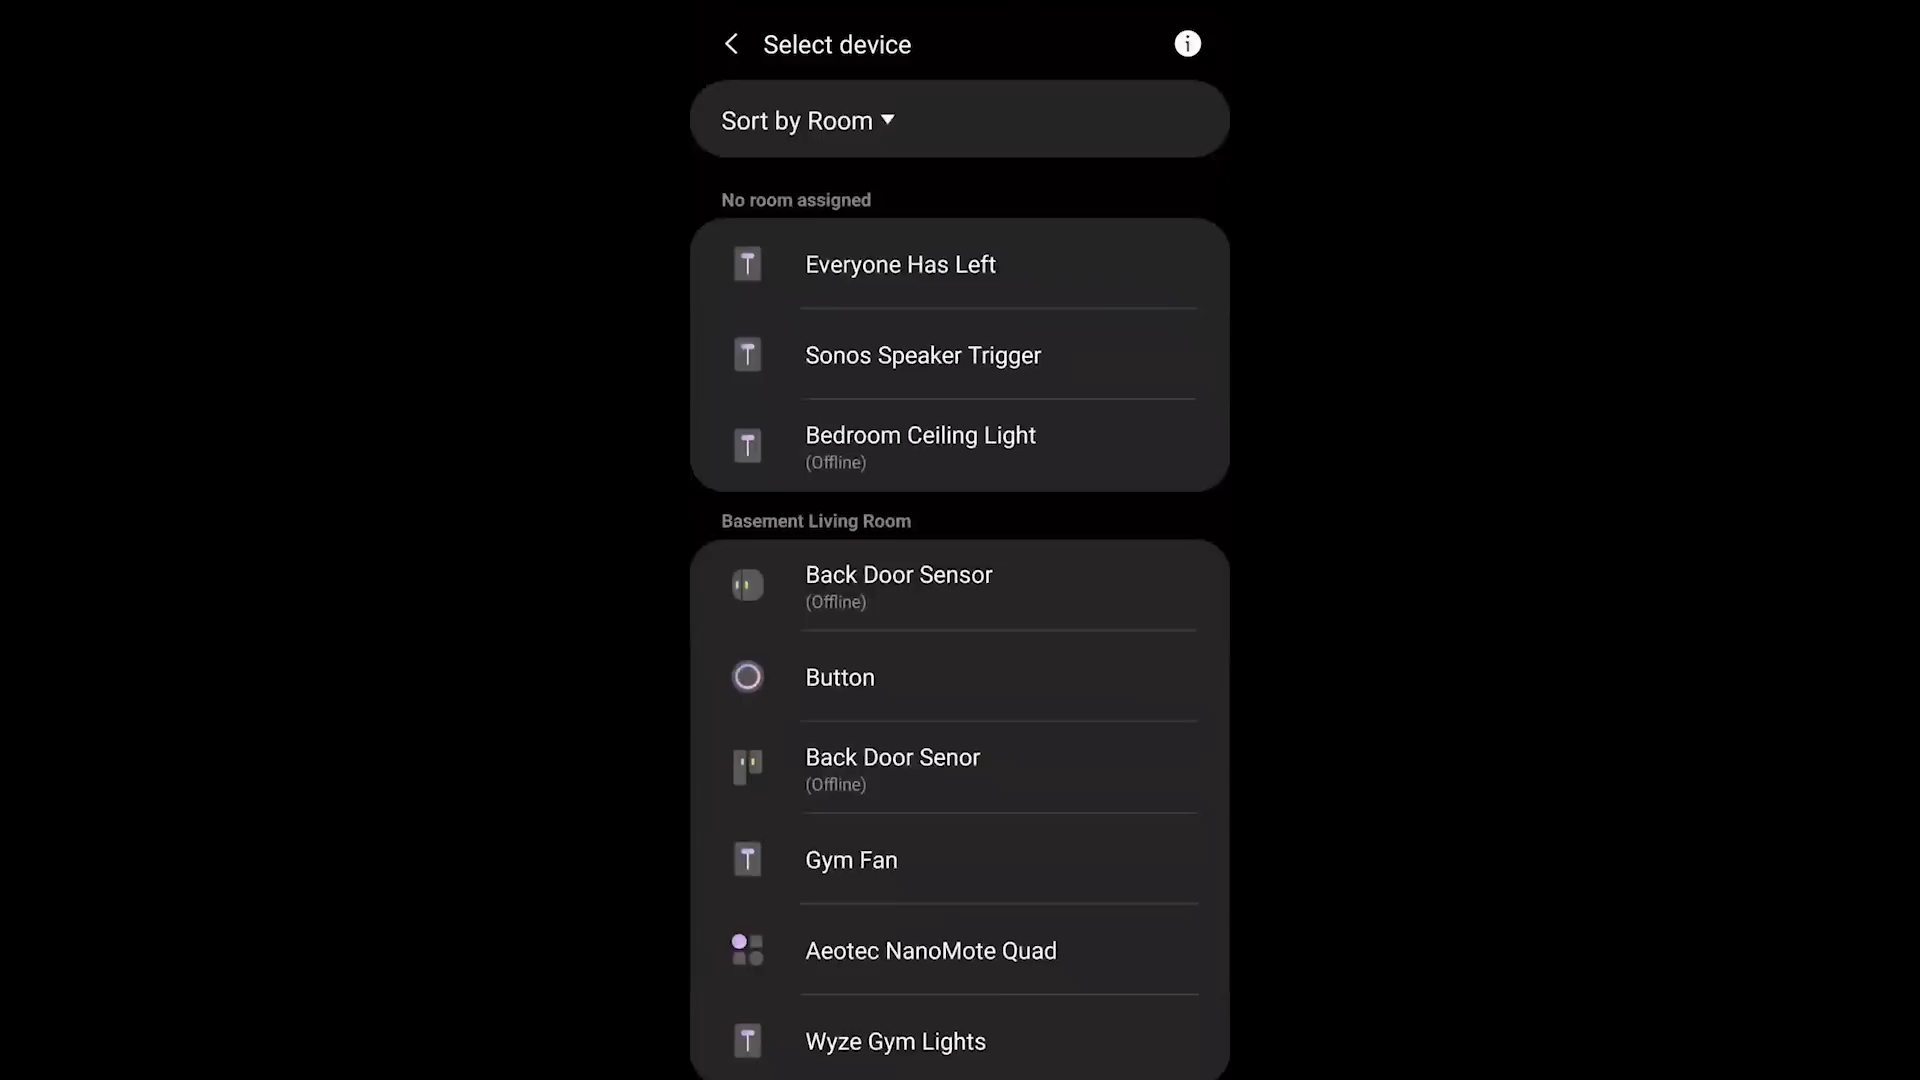 Select device
Sort by Room
No room assigned
Everyone Has Left
Sonos Speaker Trigger
Bedroom Ceiling Light
(Offline)
Basement Living Room
Back Door Sensor
(Offline)
Button
Back Door Senor
(Offline)
Gym Fan
Aeotec NanoMote Quad
Wyze Gym Lights